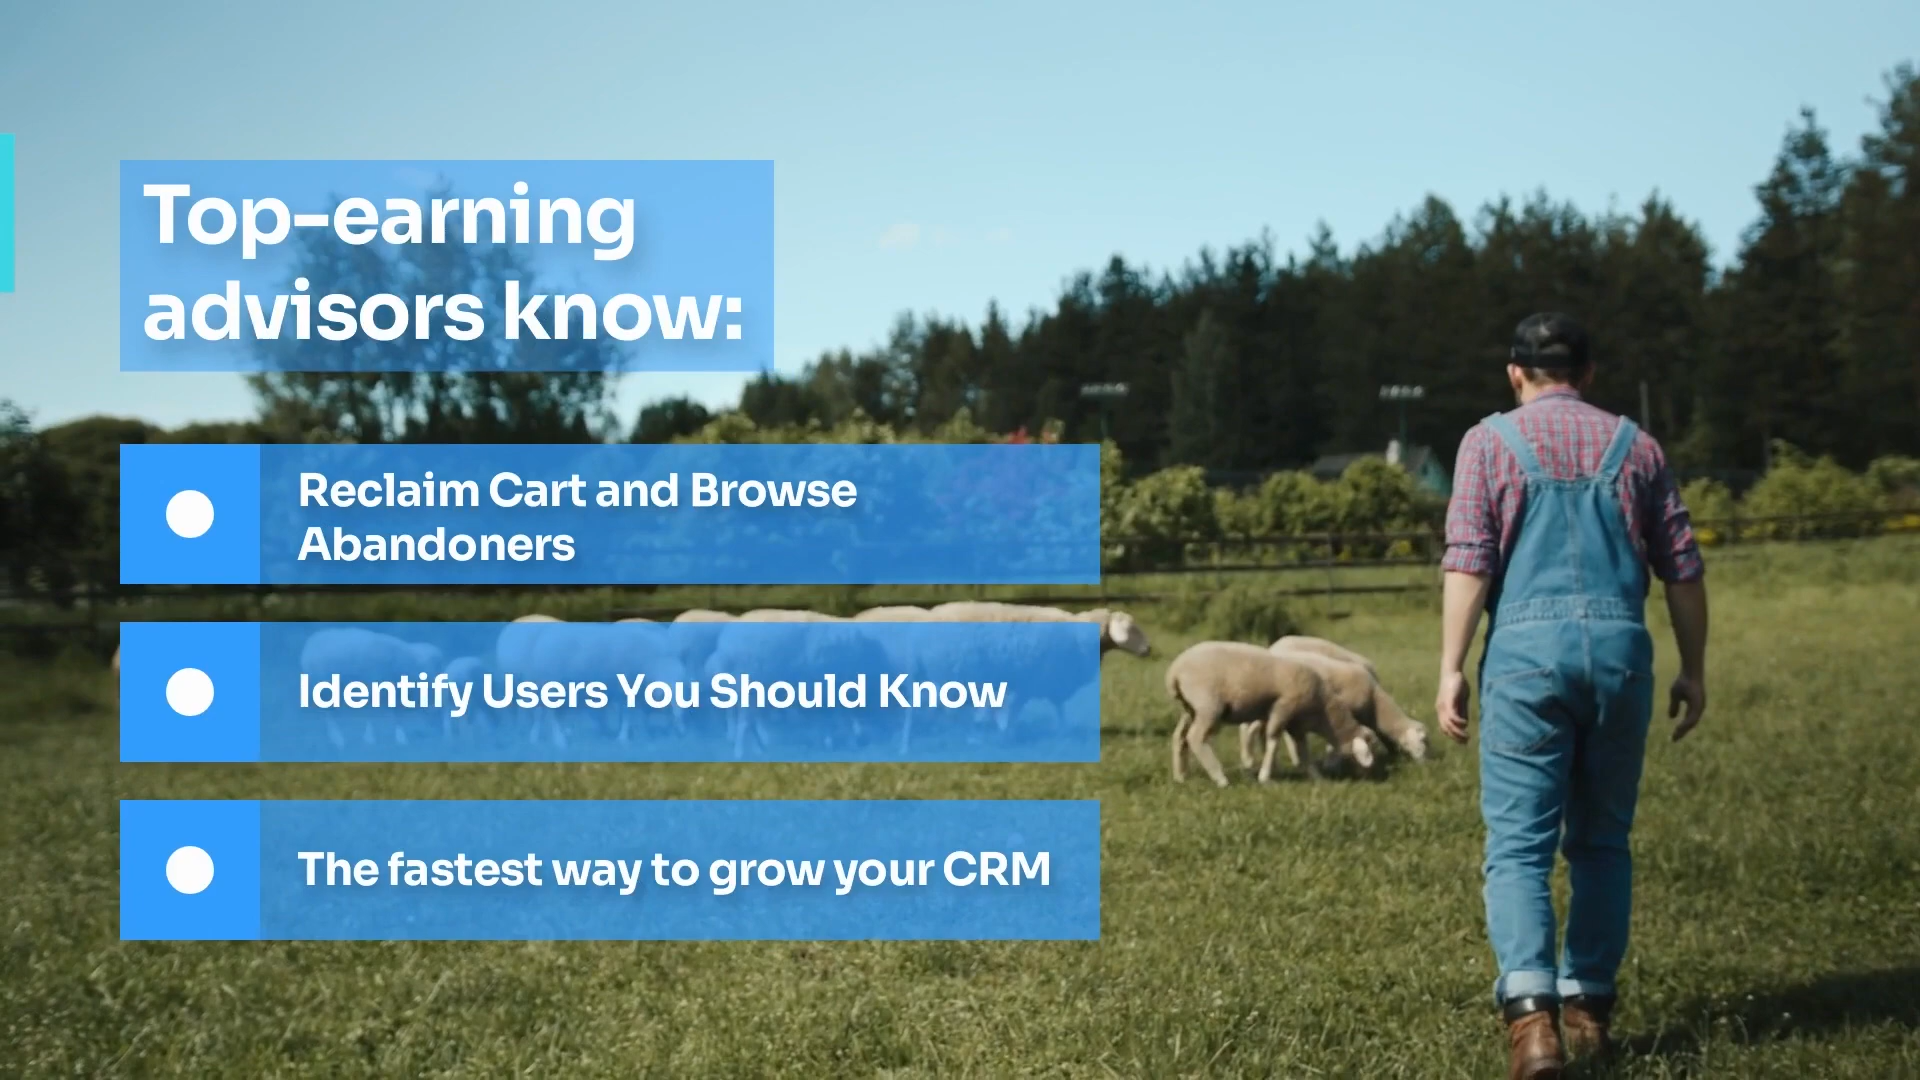 Top-earning
advisors know:
Reclaim Cart and Browse
Abandoners
Identify Users You Should Know
The fastest way to grow your CRM